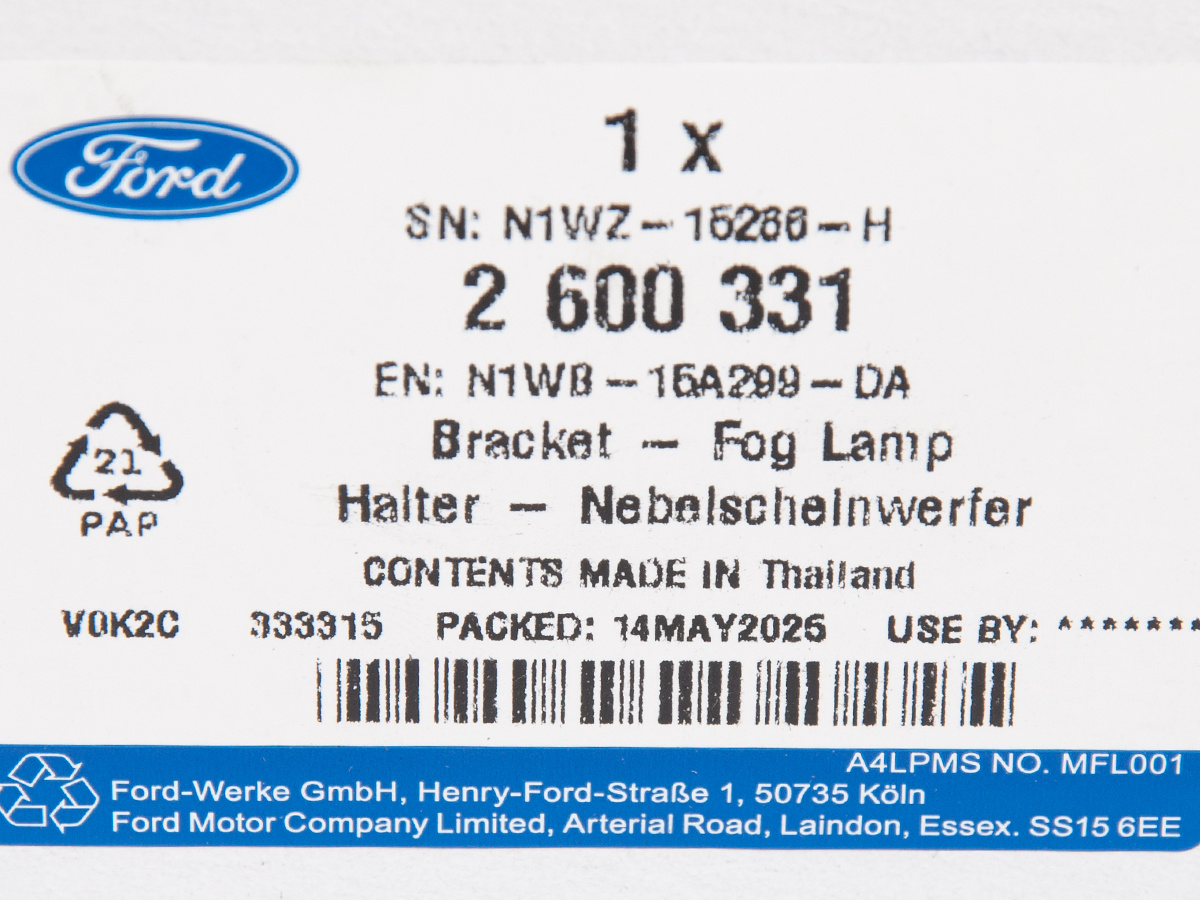 Ford
1 x
SN: N1WZ – 15266 – H
2 600 331
EN: N1WB – 15A299 – DA
Bracket – Fog Lamp
21
PAP
Halter – Nebelscheinwerfer
CONTENTS MADE IN Thailand
V0K2C 333315 PACKED: 14MAY2025 USE BY: *******
A4LPMS NO. MFL001
Ford-Werke GmbH, Henry-Ford-Straße 1, 50735 Köln
Ford Motor Company Limited, Arterial Road, Laindon, Essex. SS15 6EE